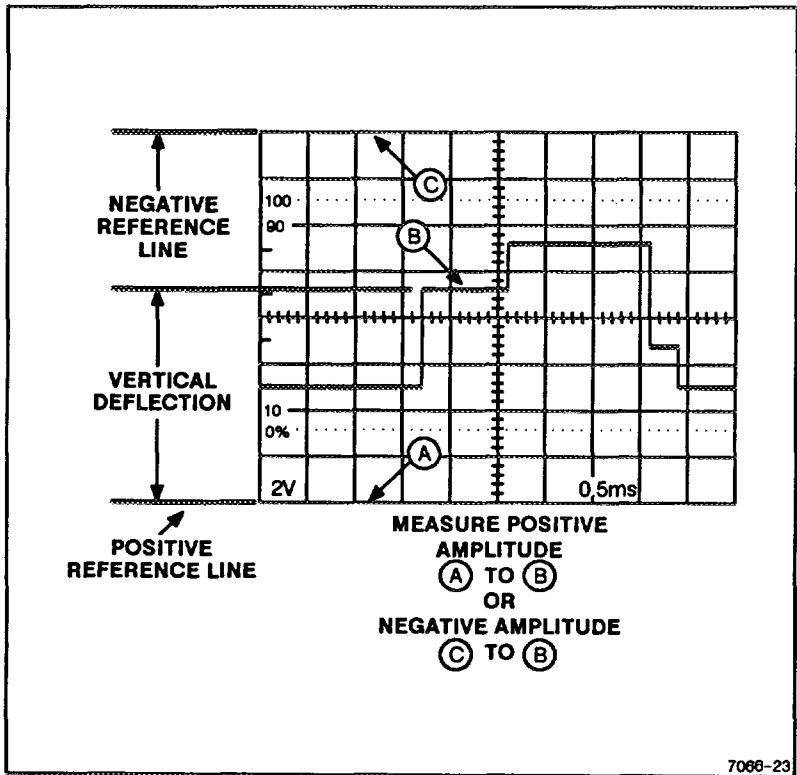 NEGATIVE
REFERENCE
LINE
VERTICAL
DEFLECTION
POSITIVE
REFERENCE LINE
C
100
90
B
10
0%
A
2V
0,5ms
MEASURE POSITIVE
AMPLITUDE
A TO B
OR
NEGATIVE AMPLITUDE
C TO B
7066-23